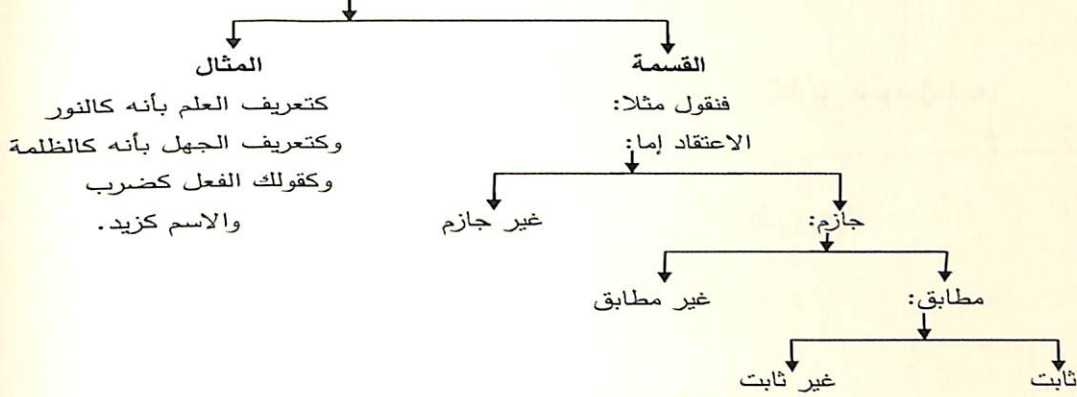 القسمة
فنقول مثلا:
الاعتقاد إما:
جازم:
غير جازم
مطابق:
غير مطابق
ثابت
غير ثابت
المثال
كتعريف العلم بأنه كالنور
وكتعريف الجهل بأنه كالظلمة
وكقولك الفعل كضرب
والاسم كزيد.